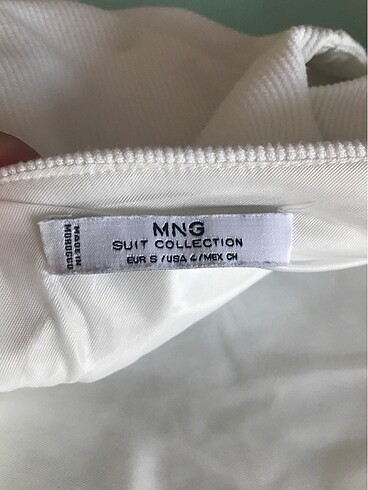 MNG
SUIT COLLECTION
EUR S / USA 4 / MEX CH
MADE IN
MOROCCO